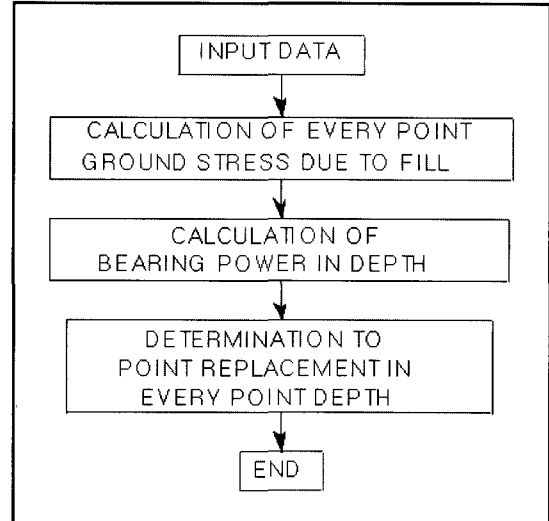 INPUT DATA
CALCULATION OF EVERY POINT
GROUND STRESS DUE TO FILL
CALCULATION OF
BEARING POWER IN DEPTH
DETERMINATION TO
POINT REPLACEMENT IN
EVERY POINT DEPTH
END